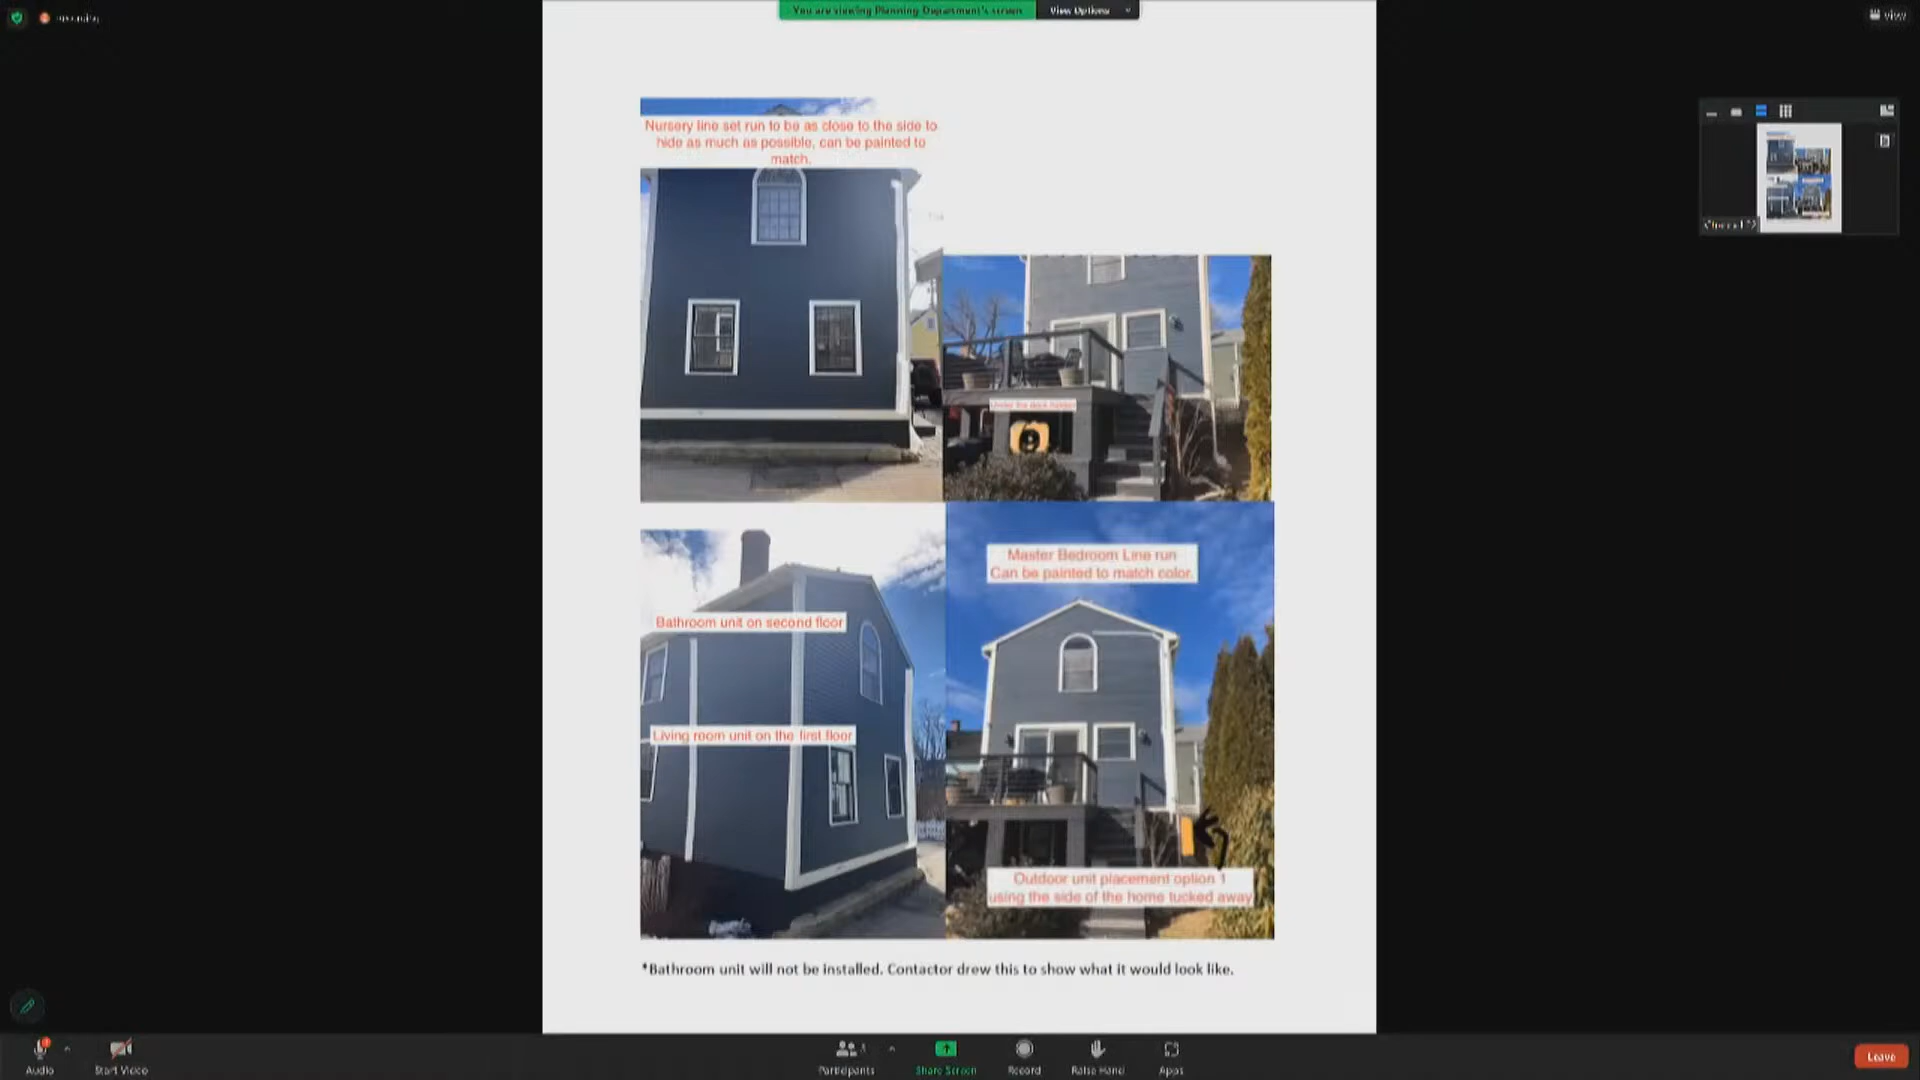 You are viewing Planning Department's screen
View Options
View
Nursery line set run to be as close to the side to
hide as much as possible, can be painted to
match.
Bathroom unit on second floor
Living room unit on the first floor
Master Bedroom Line run
Can be painted to match color.
Outdoor unit placement option 1
using the side of the home tucked away
*Bathroom unit will not be installed. Contactor drew this to show what it would look like.
Audio
Start Video
Participants
Share Screen
Record
Raise Hand
Apps
Leave